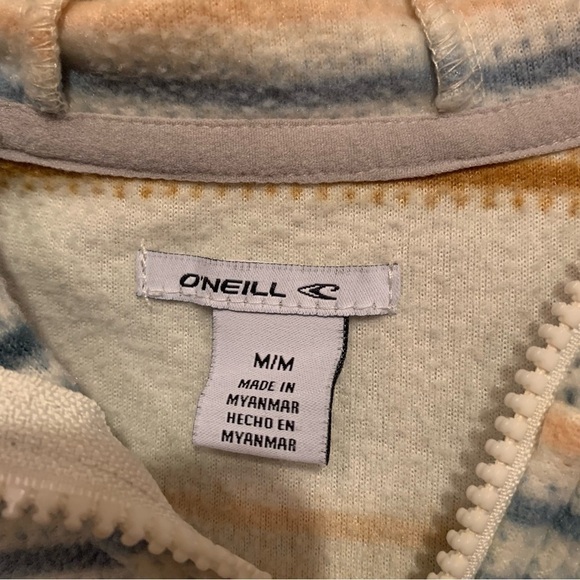 O'NEILL
M/M
MADE IN
MYANMAR
HECHO EN
MYANMAR